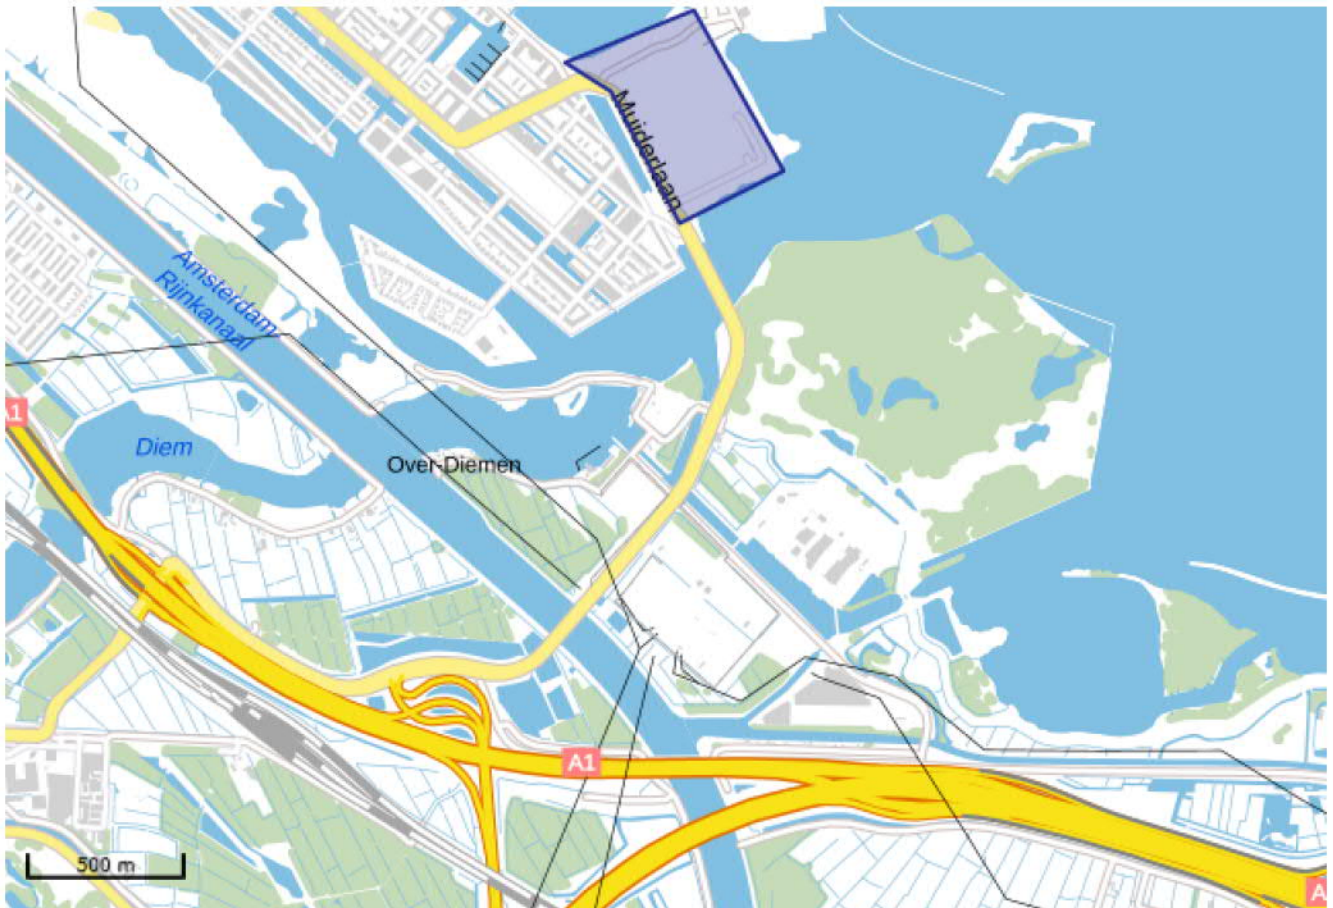 Muiderlaan
Amsterdam
Rijnkanaal
A1
Diem
Over-Diemen
A1
500 m
A